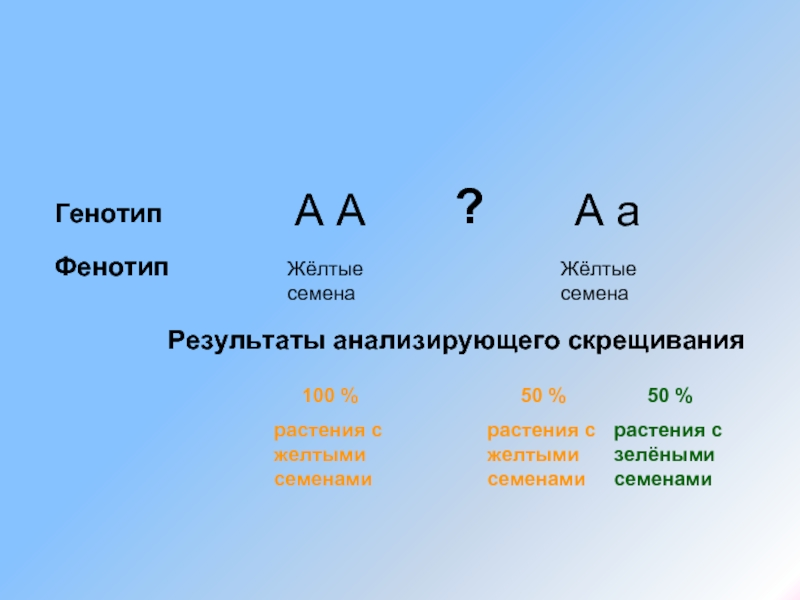 Генотип А А ? А а
Фенотип Жёлтые семена Жёлтые семена
Результаты анализирующего скрещивания
100 % 50 % 50 %
растения с растения с растения с
желтыми желтыми зелёными
семенами семенами семенами